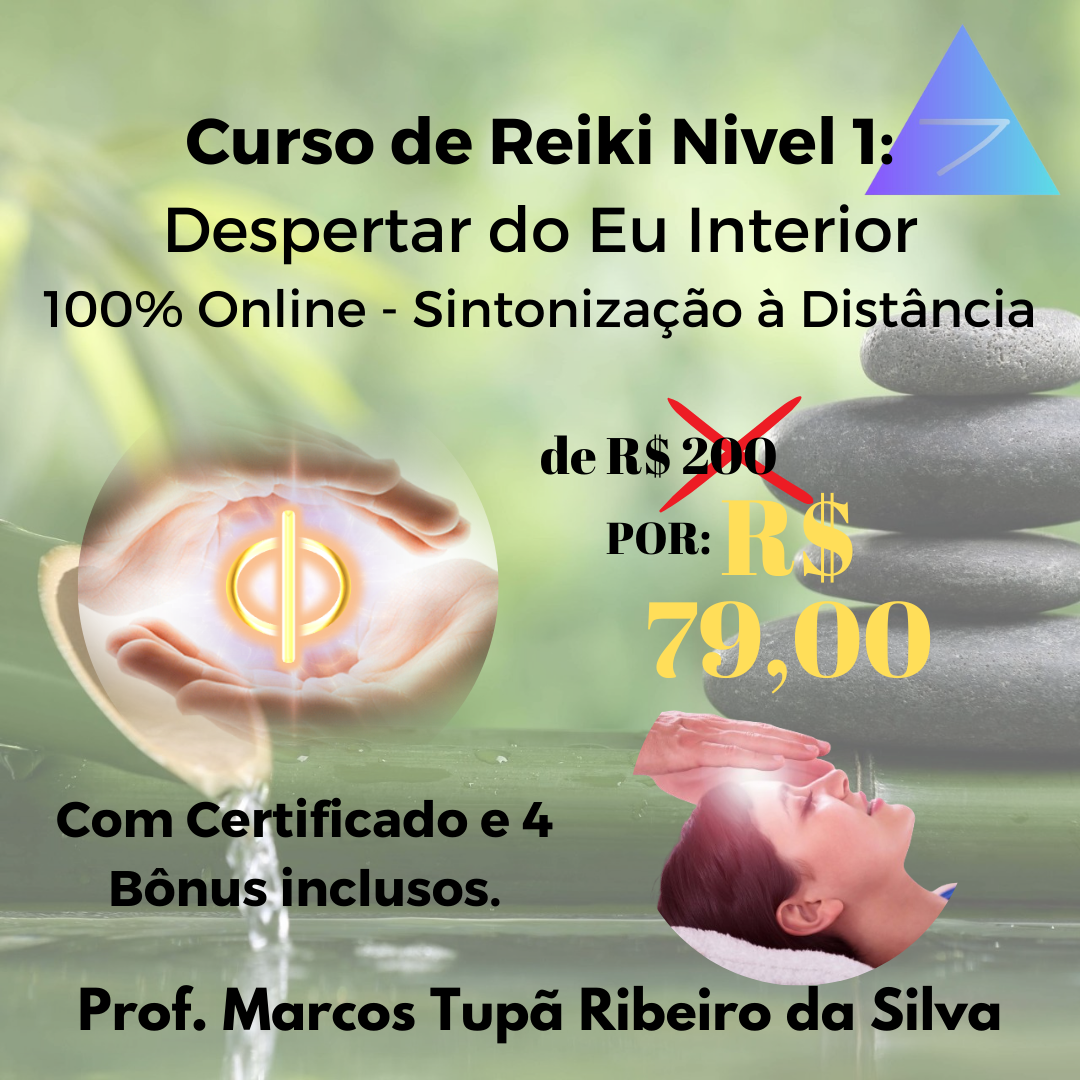 Curso de Reiki Nivel 1:
Despertar do Eu Interior
100% Online - Sintonização à Distância
de R$ 200
POR: R$
79,00
Com Certificado e 4
Bônus inclusos.
Prof. Marcos Tupã Ribeiro da Silva